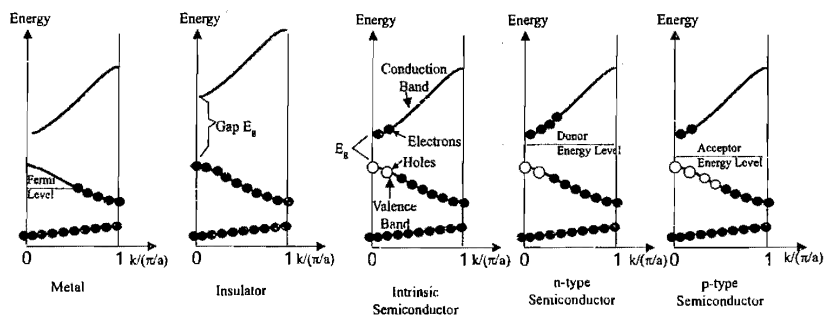 Energy
Fermi
Level
0
1 k/(π/a)
Metal
Energy
Gap Eg
0
1 k/(π/a)
Insulator
Energy
Conduction
Band
Electrons
Eg
Holes
Valence
Band
0
1 k/(π/a)
Intrinsic
Semiconductor
Energy
Donor
Energy Level
0
1 k/(π/a)
n-type
Semiconductor
Energy
Acceptor
Energy Level
0
1 k/(π/a)
p-type
Semiconductor